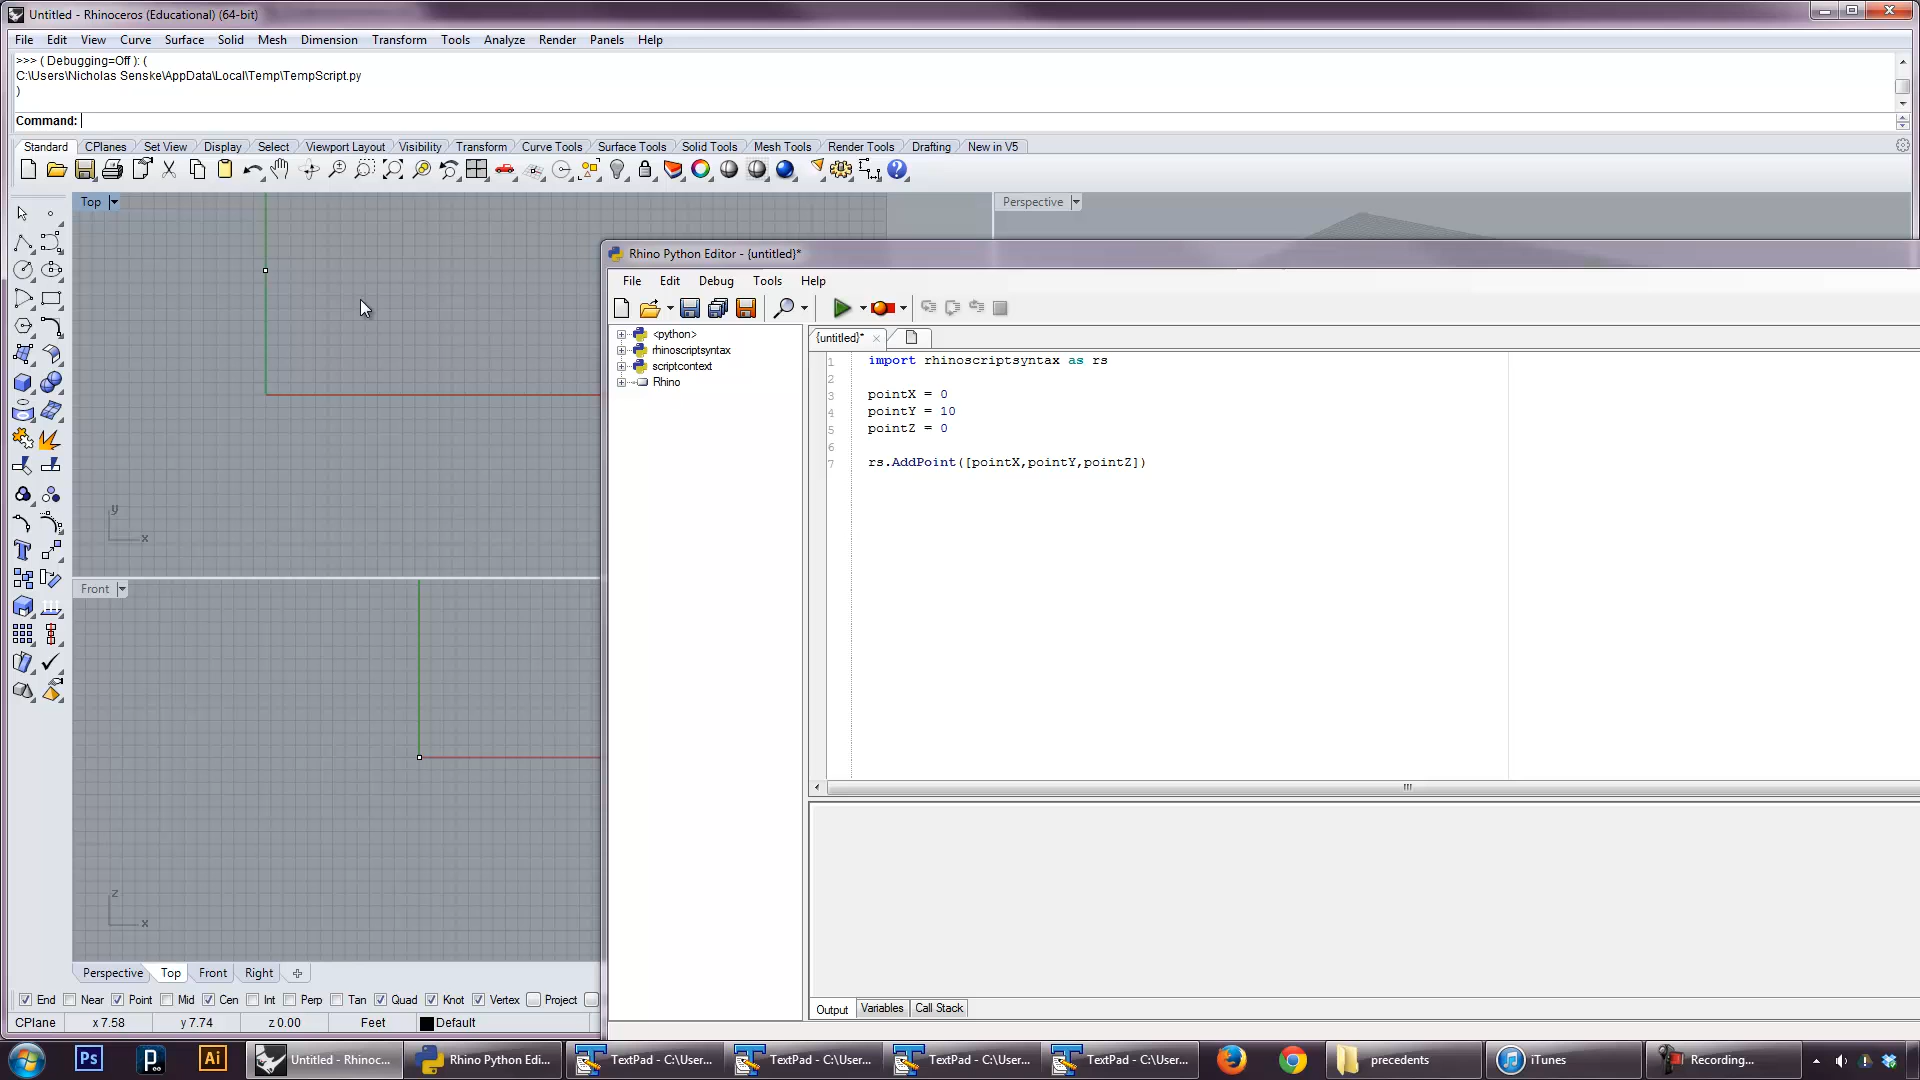 Untitled - Rhinoceros (Educational) (64-bit)
File Edit View Curve Surface Solid Mesh Dimension Transform Tools Analyze Render Panels Help
>>> ( Debugging=Off ): (
C:\Users\Nicholas Senske\AppData\Local\Temp\TempScript.py
)
Command:
Standard CPlanes Set View Display Select Viewport Layout Visibility Transform Curve Tools Surface Tools Solid Tools Mesh Tools Render Tools Drafting New in V5
Top
Perspective
Rhino Python Editor - {untitled}*
File Edit Debug Tools Help
<python>
rhinoscriptsyntax
scriptcontext
Rhino
{untitled}*
1 import rhinoscriptsyntax as rs
2
3 pointX = 0
4 pointY = 10
5 pointZ = 0
6
7 rs.AddPoint([pointX,pointY,pointZ])
y
x
Front
z
x
Perspective Top Front Right
End Near Point Mid Cen Int Perp Tan Quad Knot Vertex Project
Output Variables Call Stack
CPlane x 7.58 y 7.74 z 0.00 Feet Default
Ps p.. Ai Untitled - Rhinoc... Rhino Python Edi... TextPad - C:\User... TextPad - C:\User... TextPad - C:\User... TextPad - C:\User... precedents iTunes Recording...